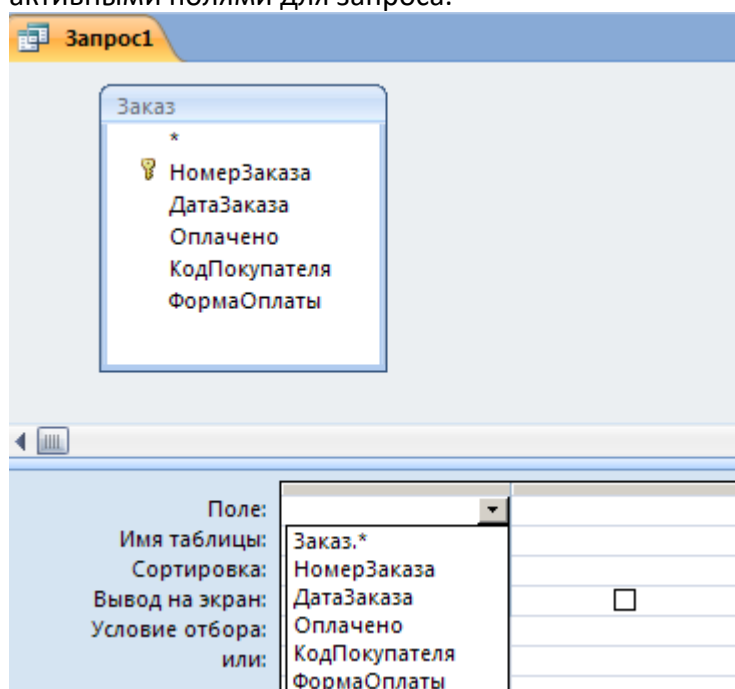 активными полями для запроса.
Запрос1
Заказ
*
НомерЗаказа
ДатаЗаказа
Оплачено
КодПокупателя
ФормаОплаты
Поле:
Имя таблицы:
Сортировка:
Вывод на экран:
Условие отбора:
или:
Заказ.*
НомерЗаказа
ДатаЗаказа
Оплачено
КодПокупателя
ФормаОплаты